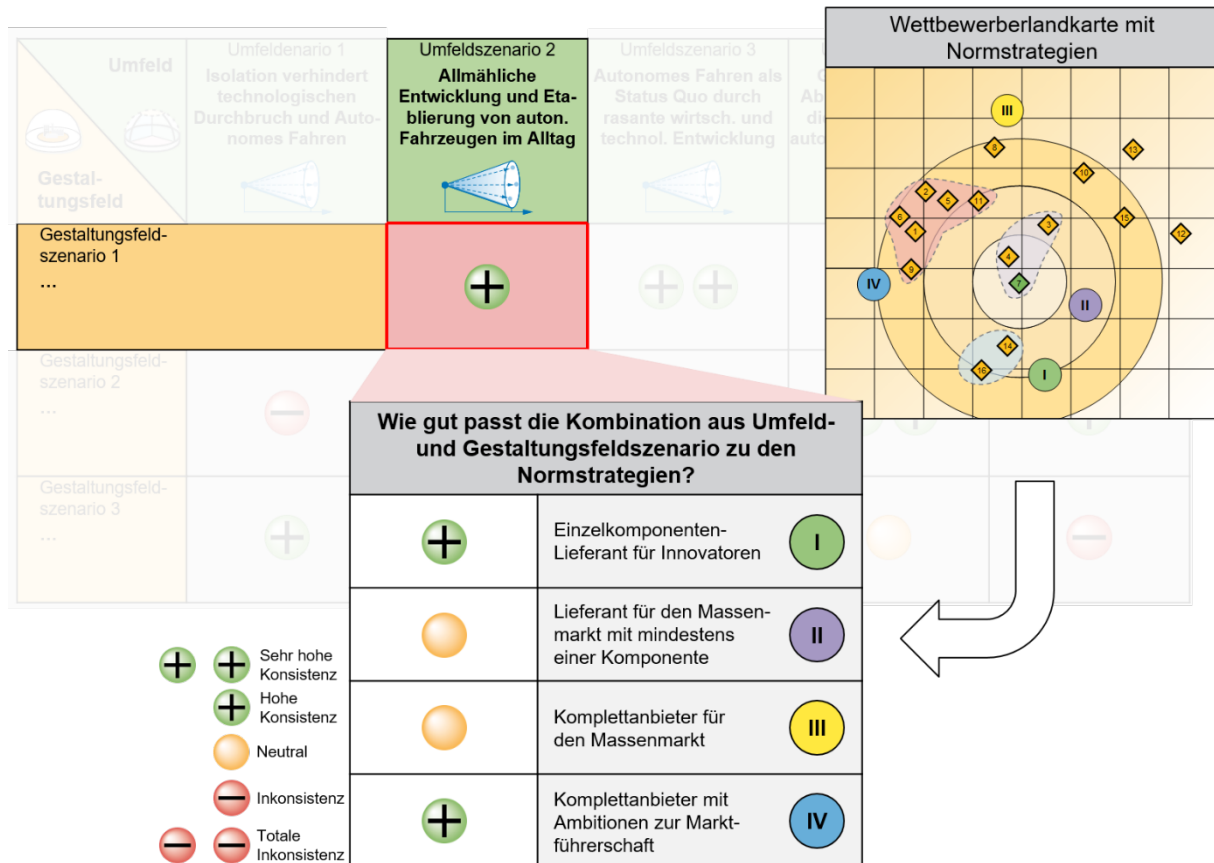 Umfeld
Gestal-
tungsfeld
Umfeldenario 1
Isolation verhindert
technologischen
Durchbruch und Auto-
nomes Fahren
Umfeldszenario 2
Allmähliche
Entwicklung und Eta-
blierung von auton.
Fahrzeugen im Alltag
Umfeldszenario 3
Autonomes Fahren als
Status Quo durch
rasante wirtsch. und
technol. Entwicklung
Wettbewerberlandkarte mit
Normstrategien
III
8
13
10
2
5
11
6
1
3
15
12
4
9
7
IV
II
14
16
I
Gestaltungsfeld-
szenario 1
...
Gestaltungsfeld-
szenario 2
...
Gestaltungsfeld-
szenario 3
...
Wie gut passt die Kombination aus Umfeld-
und Gestaltungsfeldszenario zu den
Normstrategien?
Einzelkomponenten-
Lieferant für Innovatoren
I
Lieferant für den Massen-
markt mit mindestens
einer Komponente
II
Komplettanbieter für
den Massenmarkt
III
Komplettanbieter mit
Ambitionen zur Markt-
führerschaft
IV
Sehr hohe
Konsistenz
Hohe
Konsistenz
Neutral
Inkonsistenz
Totale
Inkonsistenz